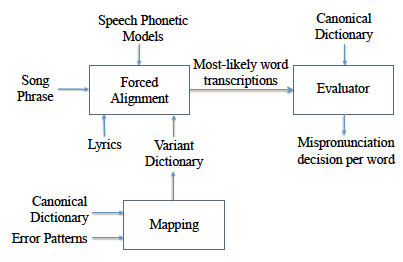 Speech Phonetic
Models
Canonical
Dictionary
Song
Phrase
Forced
Alignment
Most-likely word
transcriptions
Evaluator
Lyrics
Variant
Dictionary
Mispronunciation
decision per word
Canonical
Dictionary
Error Patterns
Mapping